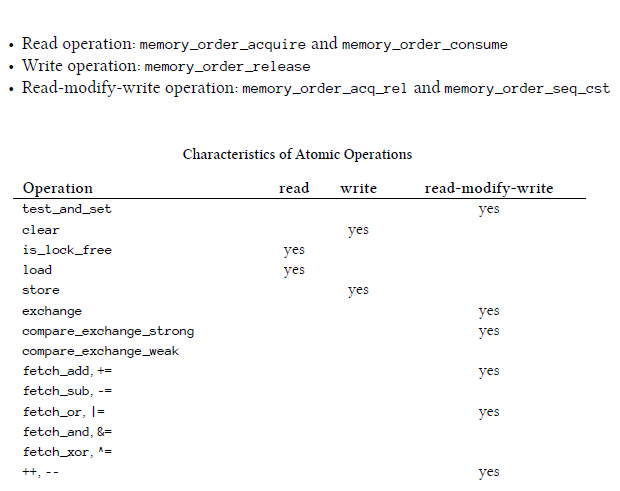 • Read operation: memory_order_acquire and memory_order_consume
• Write operation: memory_order_release
• Read-modify-write operation: memory_order_acq_rel and memory_order_seq_cst
Characteristics of Atomic Operations
Operation read write read-modify-write
test_and_set yes
clear yes
is_lock_free yes
load yes
store yes
exchange yes
compare_exchange_strong yes
compare_exchange_weak
fetch_add, += yes
fetch_sub, -=
fetch_or, |= yes
fetch_and, &=
fetch_xor, ^=
++, -- yes